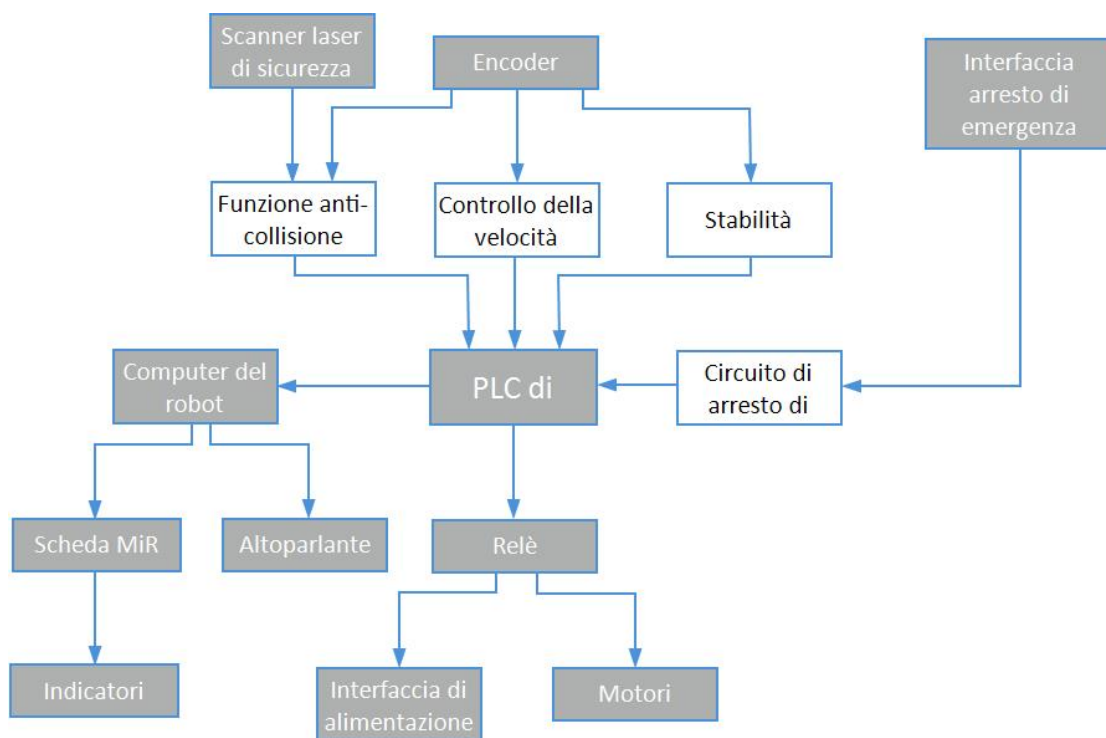 Scanner laser
di sicurezza
Encoder
Interfaccia
arresto di
emergenza
Funzione anti-
collisione
Controllo della
velocità
Stabilità
Computer del
robot
PLC di
Circuito di
arresto di
Scheda MiR
Altoparlante
Relè
Indicatori
Interfaccia di
alimentazione
Motori